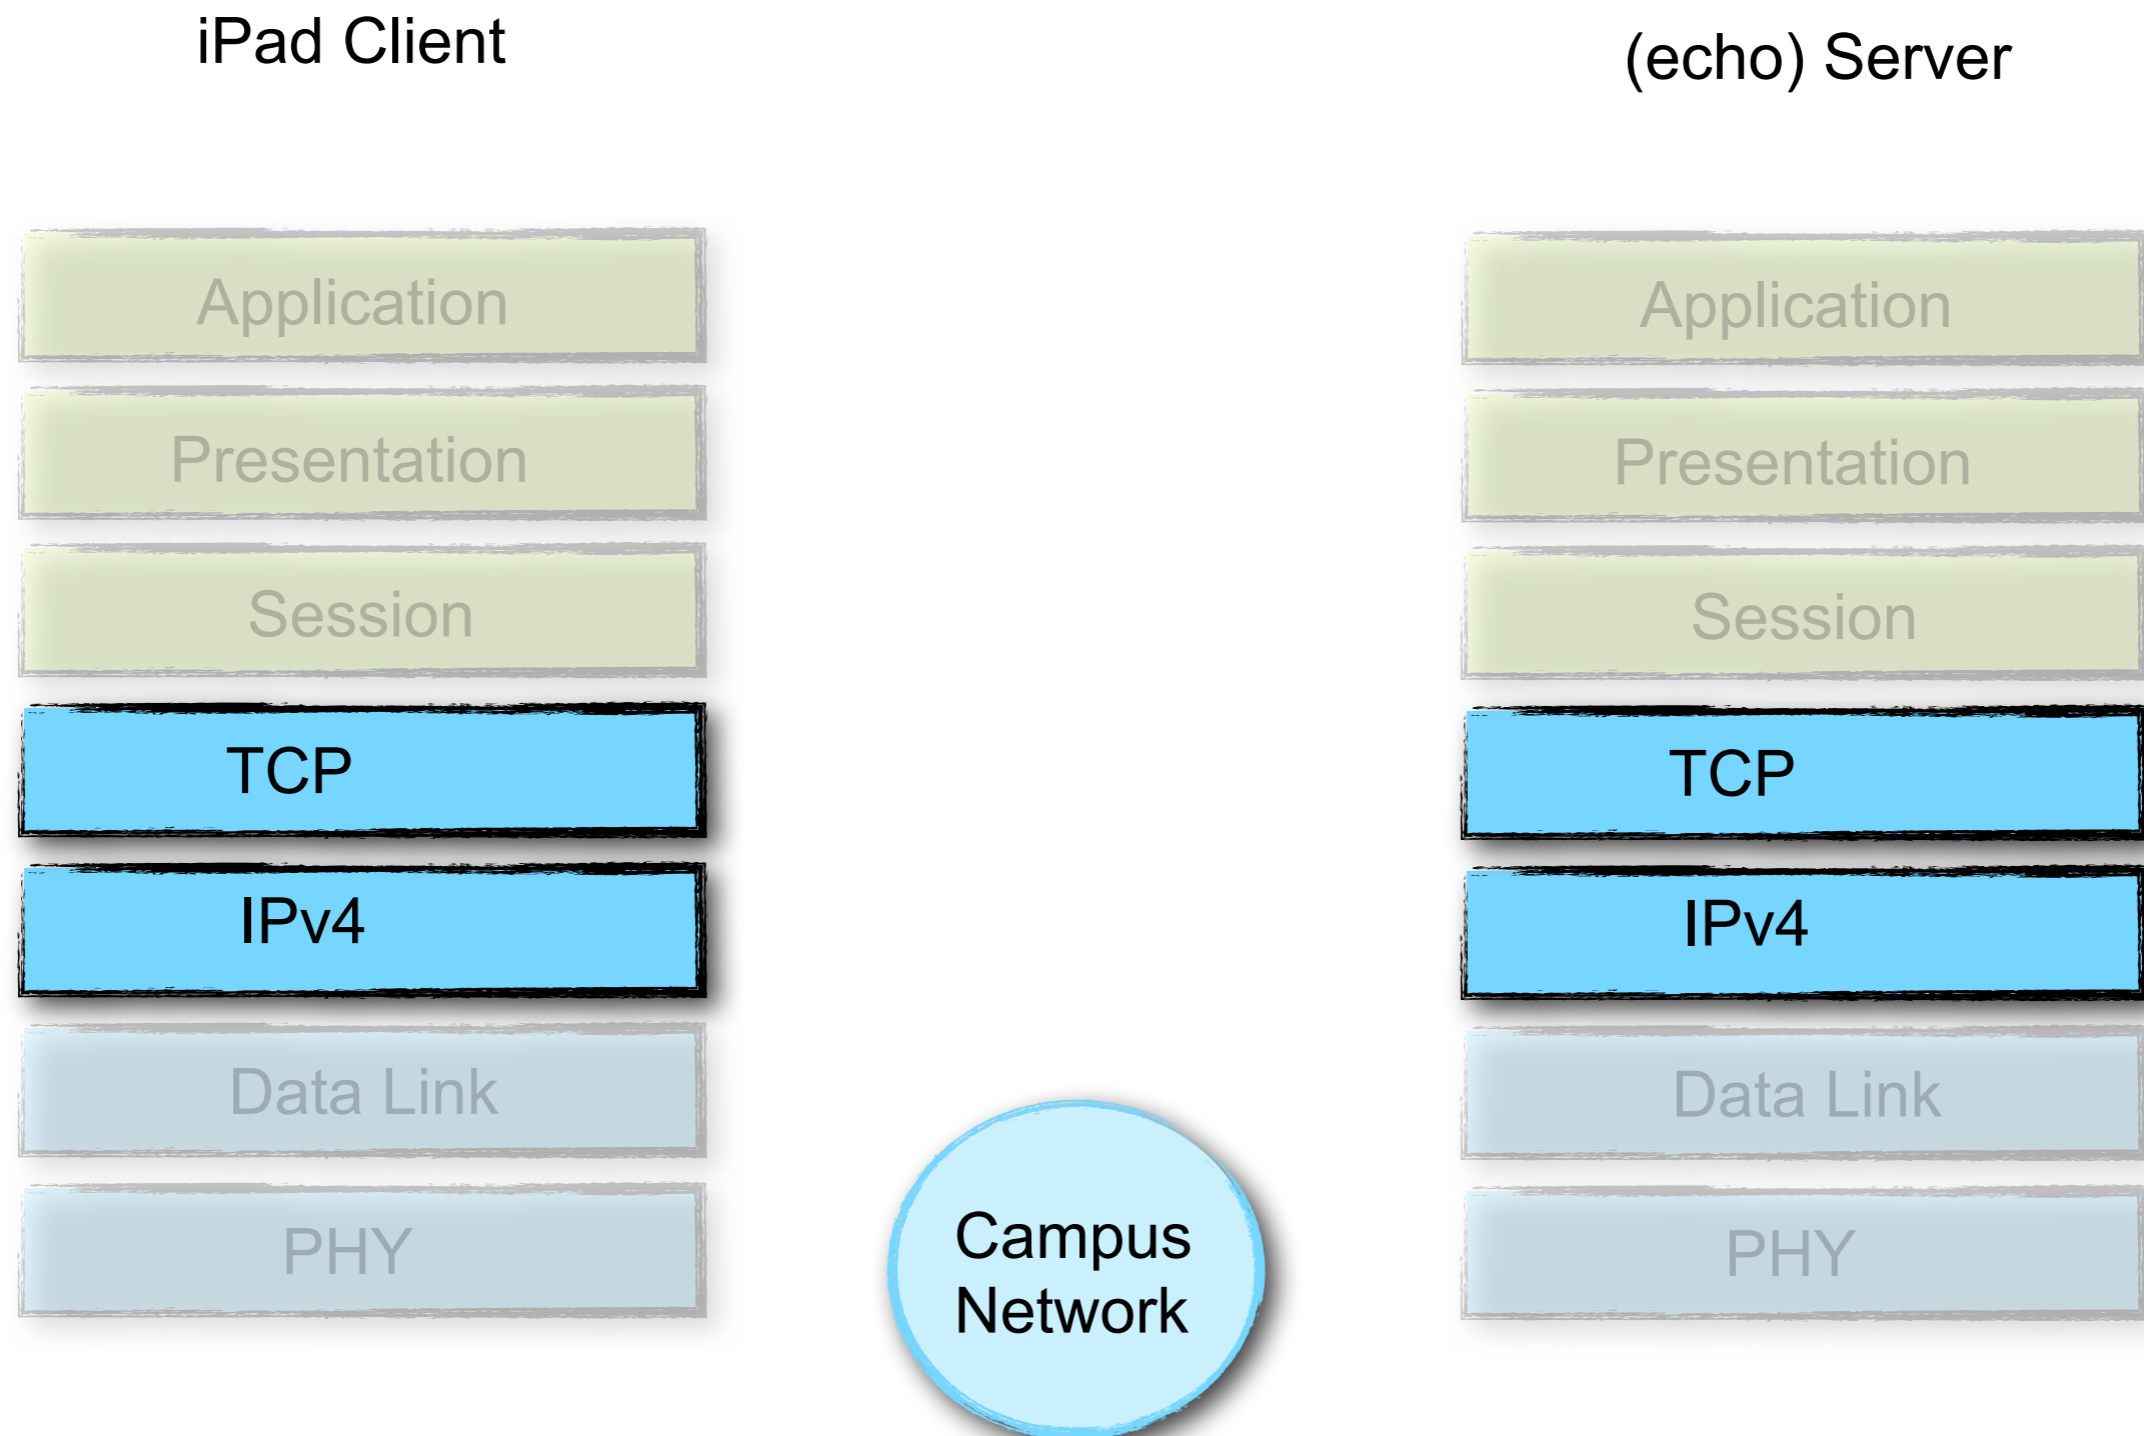 iPad Client
(echo) Server
Application
Presentation
Session
TCP
IPv4
Data Link
PHY
Campus
Network
Application
Presentation
Session
TCP
IPv4
Data Link
PHY